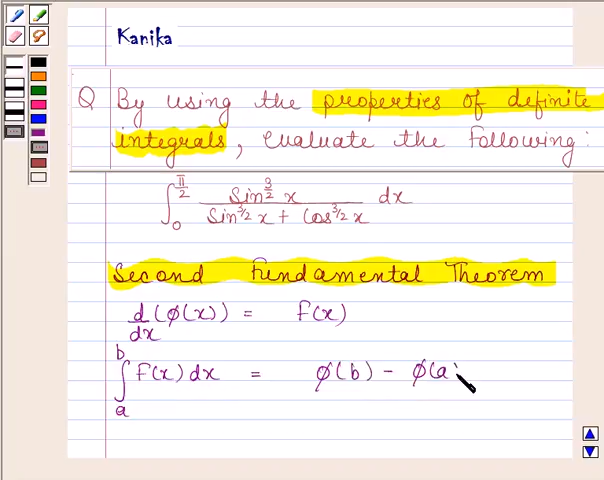 Kanika
Q By using the properties of definite
integrals, evaluate the following:
∫₀^(π/2) Sin^(3/2) x / (Sin^(3/2) x + Cos^(3/2) x) dx
Second Fundamental Theorem
d/dx (ϕ(x)) = f(x)
∫ₐᵇ f(x) dx = ϕ(b) − ϕ(a)